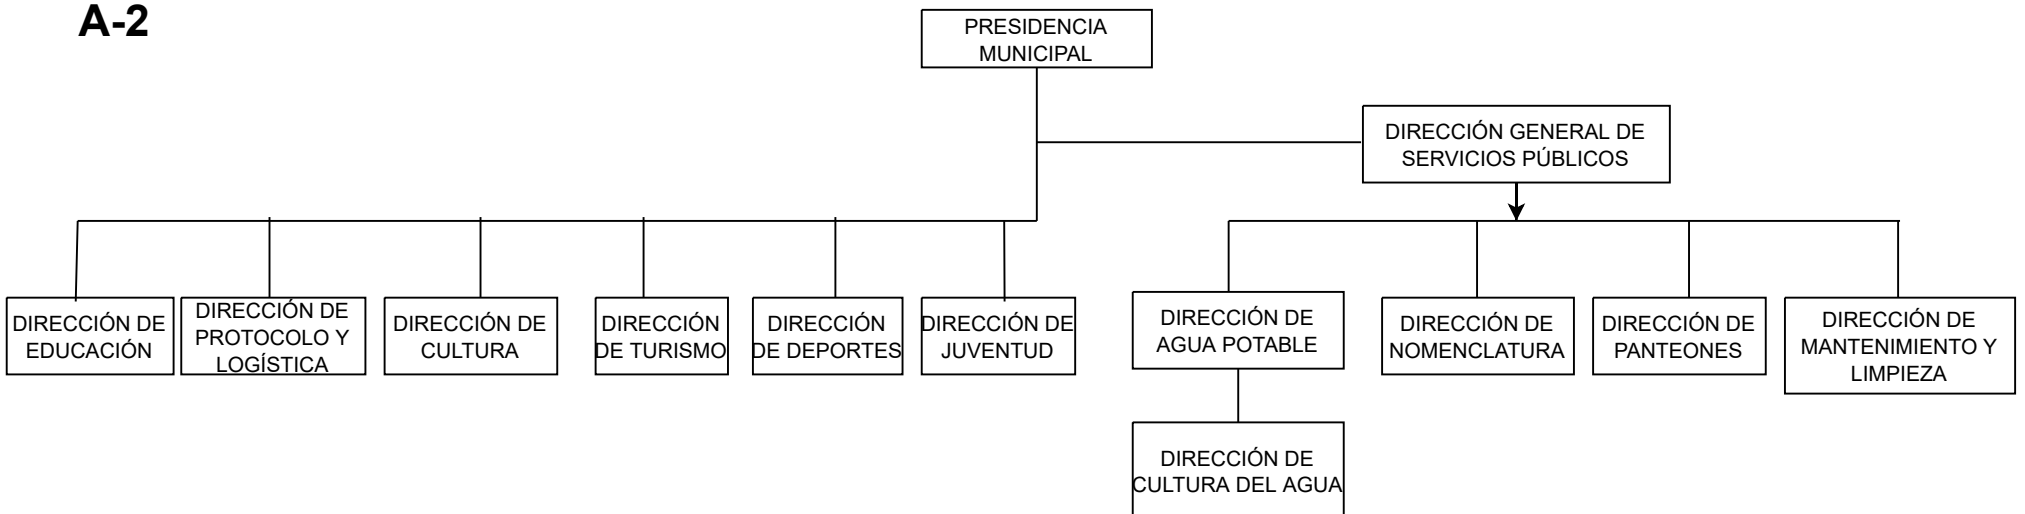 A-2
PRESIDENCIA
MUNICIPAL
DIRECCIÓN GENERAL DE
SERVICIOS PÚBLICOS
DIRECCIÓN DE
EDUCACIÓN
DIRECCIÓN DE
PROTOCOLO Y
LOGÍSTICA
DIRECCIÓN DE
CULTURA
DIRECCIÓN
DE TURISMO
DIRECCIÓN
DE DEPORTES
DIRECCIÓN DE
JUVENTUD
DIRECCIÓN DE
AGUA POTABLE
DIRECCIÓN DE
NOMENCLATURA
DIRECCIÓN DE
PANTEONES
DIRECCIÓN DE
MANTENIMIENTO Y
LIMPIEZA
DIRECCIÓN DE
CULTURA DEL AGUA